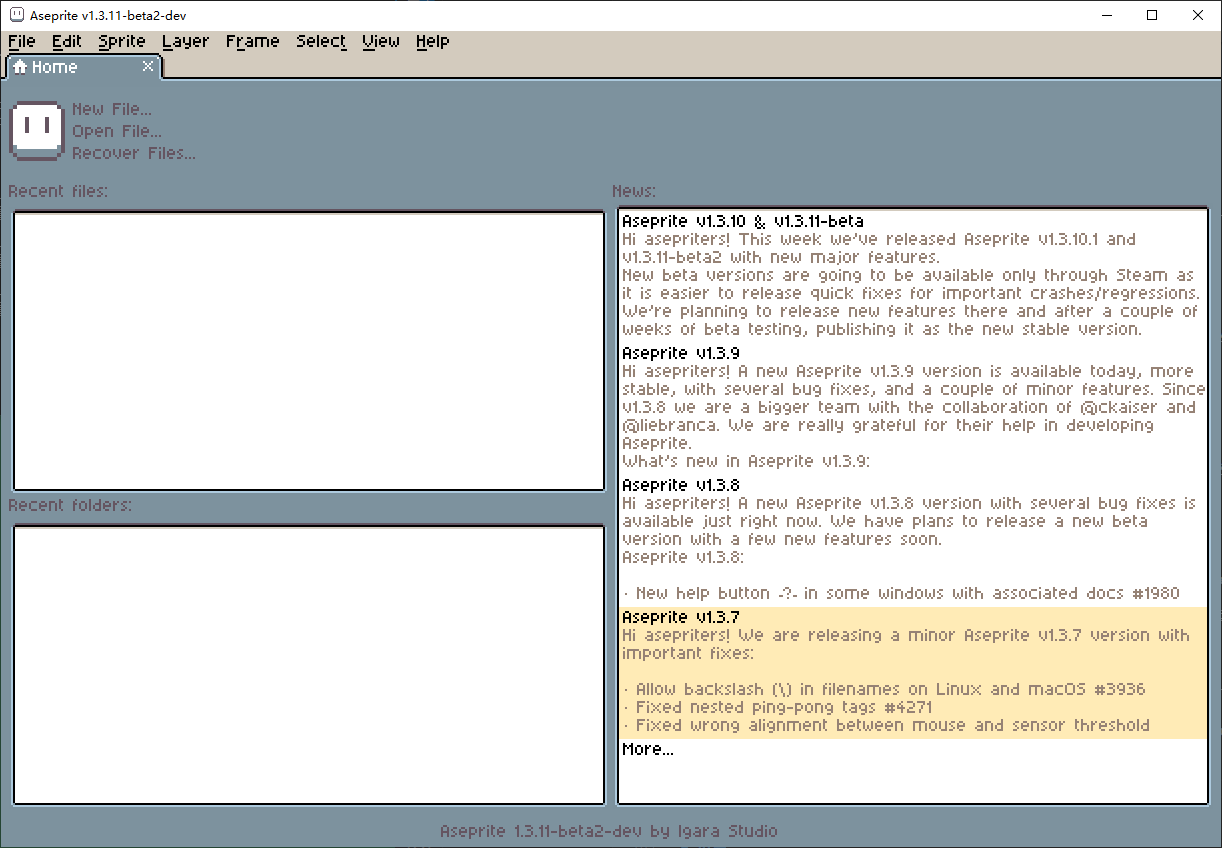 Aseprite v1.3.11-beta2-dev
File Edit Sprite Layer Frame Select View Help
Home
New File...
Open File...
Recover Files...
Recent files:
Recent folders:
News:
Aseprite v1.3.10 & v1.3.11-beta
Hi asepriters! This week we've released Aseprite v1.3.10.1 and
v1.3.11-beta2 with new major features.
New beta versions are going to be available only through Steam as
it is easier to release quick fixes for important crashes/regressions.
We're planning to release new features there and after a couple of
weeks of beta testing, publishing it as the new stable version.
Aseprite v1.3.9
Hi asepriters! A new Aseprite v1.3.9 version is available today, more
stable, with several bug fixes, and a couple of minor features. Since
v1.3.8 we are a bigger team with the collaboration of @ckaiser and
@liebranca. We are really grateful for their help in developing
Aseprite.
What's new in Aseprite v1.3.9:
Aseprite v1.3.8
Hi asepriters! A new Aseprite v1.3.8 version with several bug fixes is
available just right now. We have plans to release a new beta
version with a few new features soon.
Aseprite v1.3.8:
· New help button -?- in some windows with associated docs #1980
Aseprite v1.3.7
Hi asepriters! We are releasing a minor Aseprite v1.3.7 version with
important fixes:
· Allow backslash (\) in filenames on Linux and macOS #3936
· Fixed nested ping-pong tags #4271
· Fixed wrong alignment between mouse and sensor threshold
More...
Aseprite 1.3.11-beta2-dev by Igara Studio